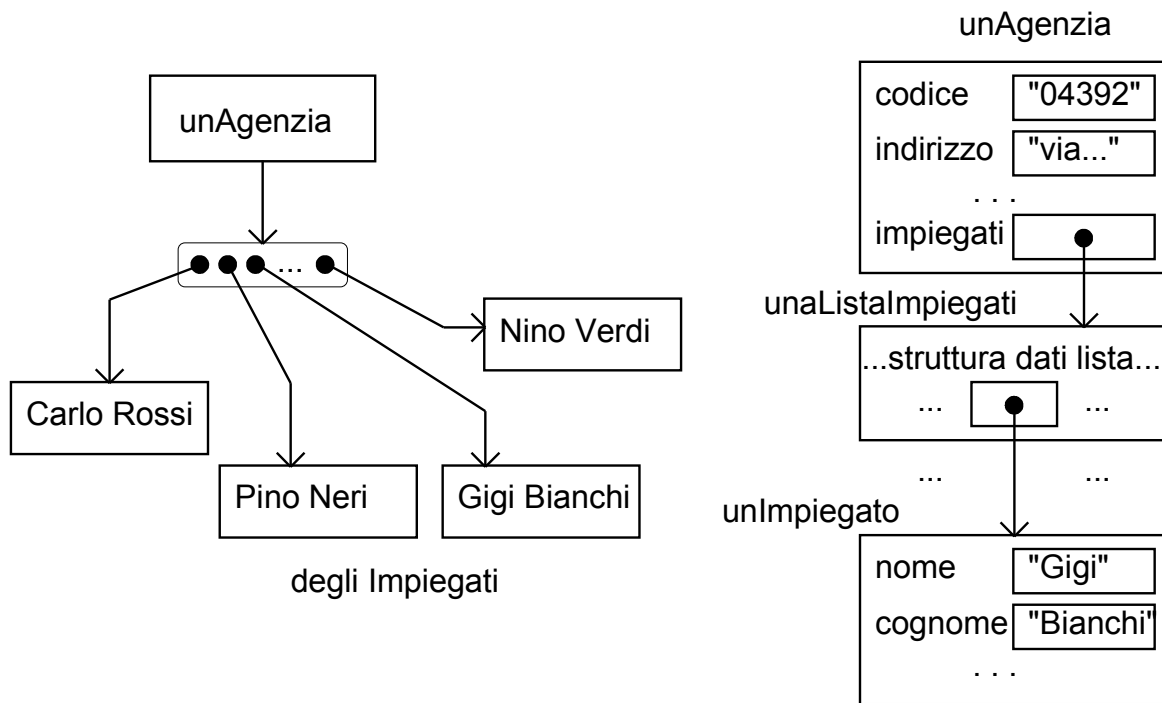 unAgenzia
...
Nino Verdi
Carlo Rossi
Pino Neri
Gigi Bianchi
degli Impiegati
unAgenzia
codice "04392"
indirizzo "via..."
. . .
impiegati
unaListaImpiegati
...struttura dati lista...
... ...
... ...
unImpiegato
nome "Gigi"
cognome "Bianchi"
. . .